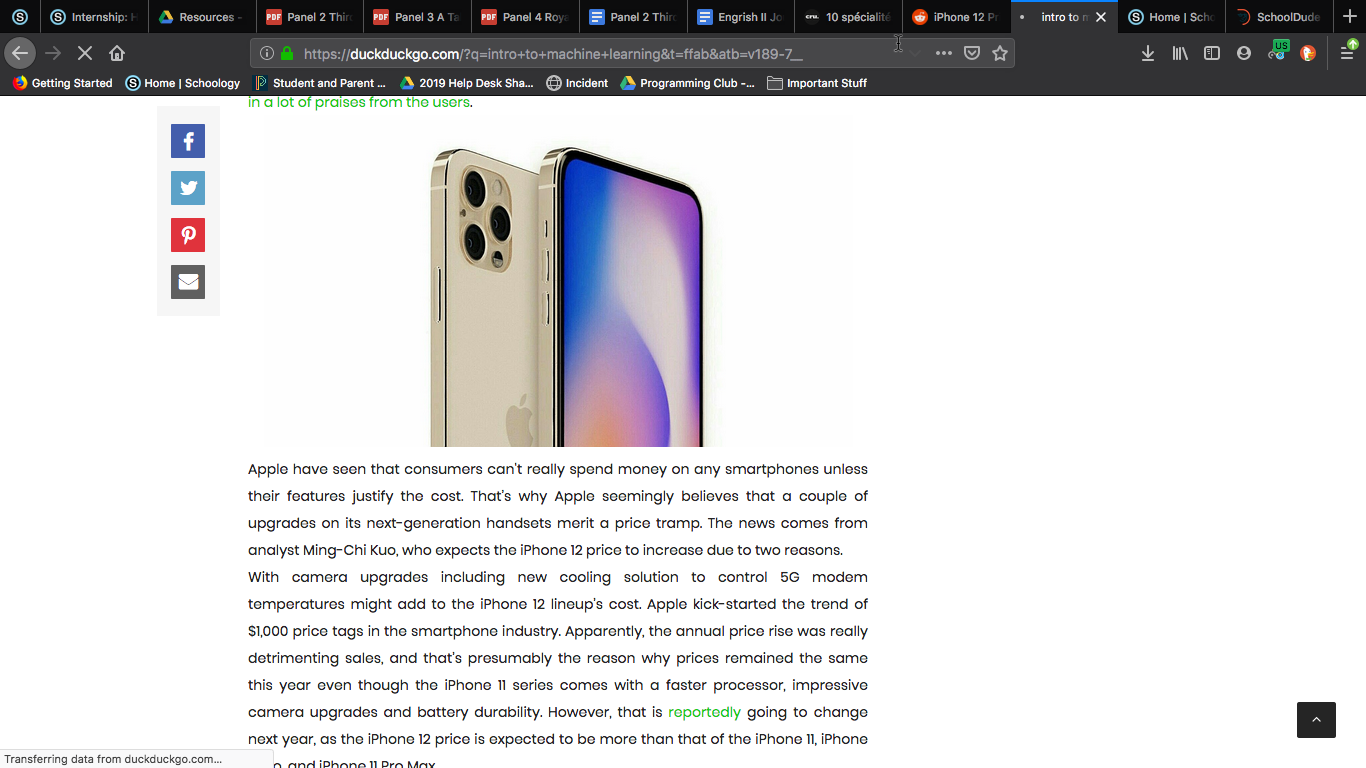 Internship: H
Resources -
PDF Panel 2 Thir
PDF Panel 3 A Ta
PDF Panel 4 Roya
Panel 2 Thir
Engrish II Jo
10 spécialité
iPhone 12 Pr
intro to m
Home | Scho
SchoolDude
https://duckduckgo.com/?q=intro+to+machine+learning&t=ffab&atb=v189-7__
US
Getting Started
Home | Schoology
Student and Parent ...
2019 Help Desk Sha...
Incident
Programming Club -...
Important Stuff
in a lot of praises from the users.
Apple have seen that consumers can't really spend money on any smartphones unless
their features justify the cost. That's why Apple seemingly believes that a couple of
upgrades on its next-generation handsets merit a price tramp. The news comes from
analyst Ming-Chi Kuo, who expects the iPhone 12 price to increase due to two reasons.
With camera upgrades including new cooling solution to control 5G modem
temperatures might add to the iPhone 12 lineup's cost. Apple kick-started the trend of
$1,000 price tags in the smartphone industry. Apparently, the annual price rise was really
detrimenting sales, and that's presumably the reason why prices remained the same
this year even though the iPhone 11 series comes with a faster processor, impressive
camera upgrades and battery durability. However, that is reportedly going to change
next year, as the iPhone 12 price is expected to be more than that of the iPhone 11, iPhone
o, and iPhone 11 Pro Max
Transferring data from duckduckgo.com...